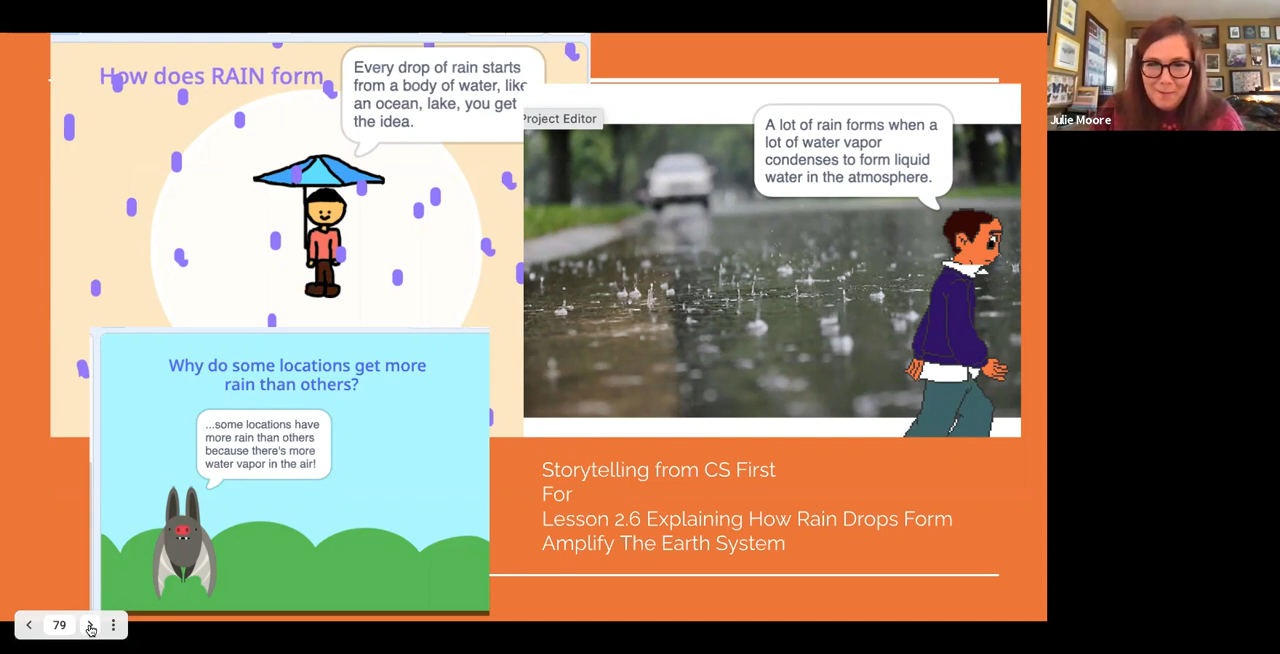 How does RAIN form
Every drop of rain starts
from a body of water, like
an ocean, lake, you get
the idea.
Project Editor
A lot of rain forms when a
lot of water vapor
condenses to form liquid
water in the atmosphere.
Julie Moore
Why do some locations get more
rain than others?
...some locations have
more rain than others
because there's more
water vapor in the air!
Storytelling from CS First
For
Lesson 2.6 Explaining How Rain Drops Form
Amplify The Earth System
79